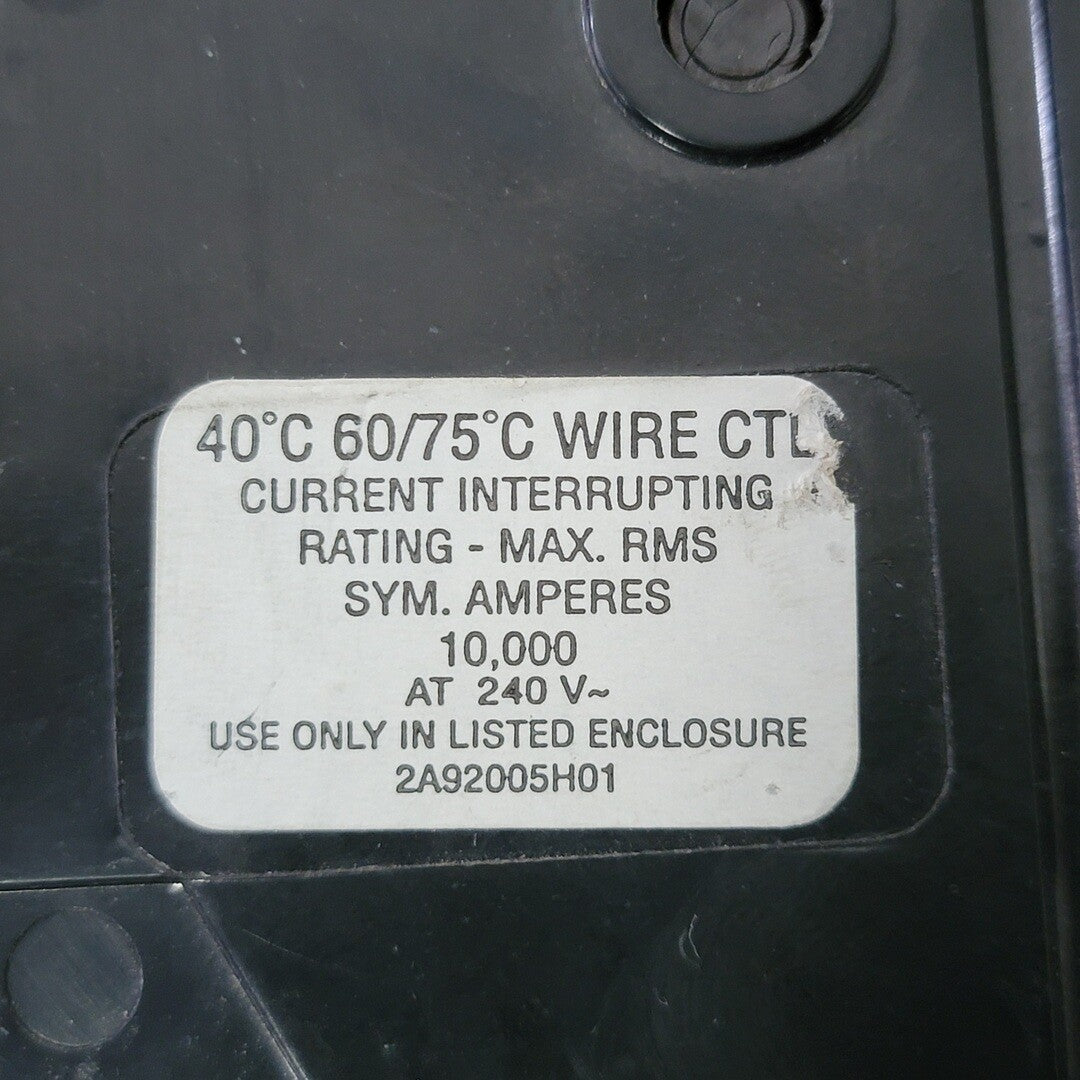 40°C 60/75°C WIRE CTL
CURRENT INTERRUPTING
RATING - MAX. RMS
SYM. AMPERES
10,000
AT 240 V~
USE ONLY IN LISTED ENCLOSURE
2A92005H01